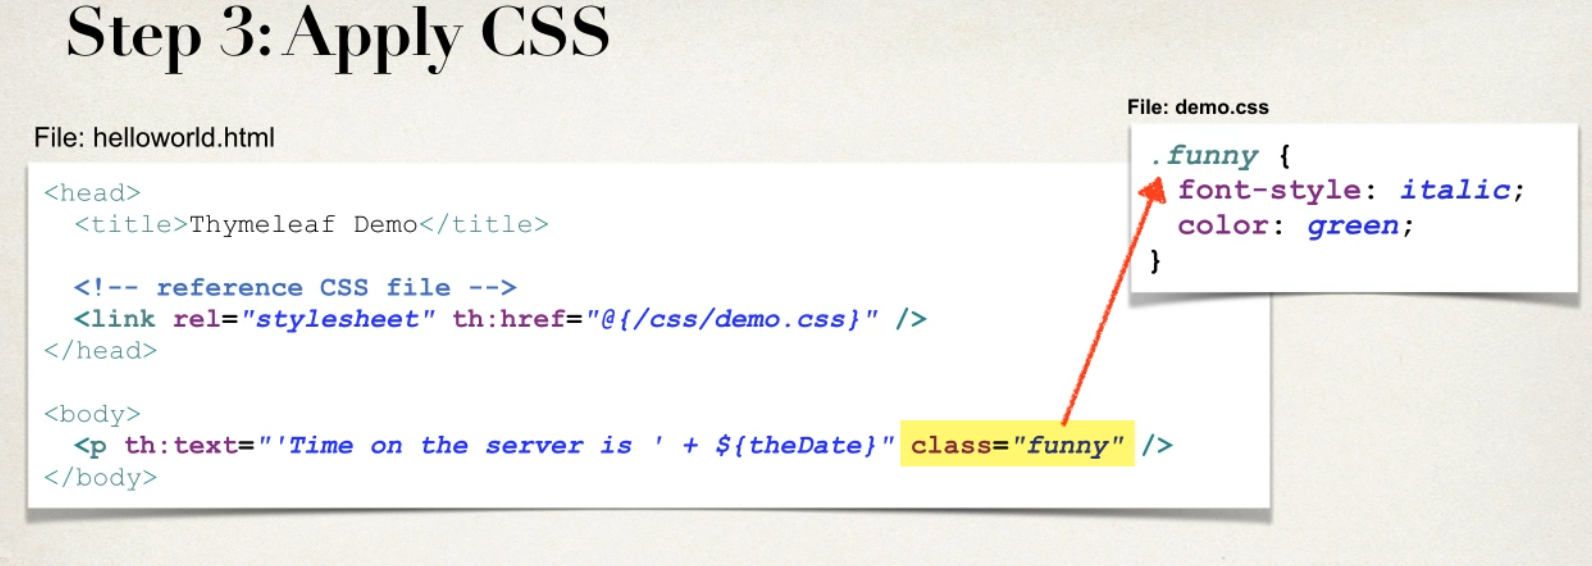 Step 3: Apply CSS
File: helloworld.html
<head>
<title>Thymeleaf Demo</title>
<!-- reference CSS file -->
<link rel="stylesheet" th:href="@{/css/demo.css}" />
</head>
<body>
<p th:text="'Time on the server is ' + ${theDate}" class="funny" />
</body>
File: demo.css
.funny {
font-style: italic;
color: green;
}